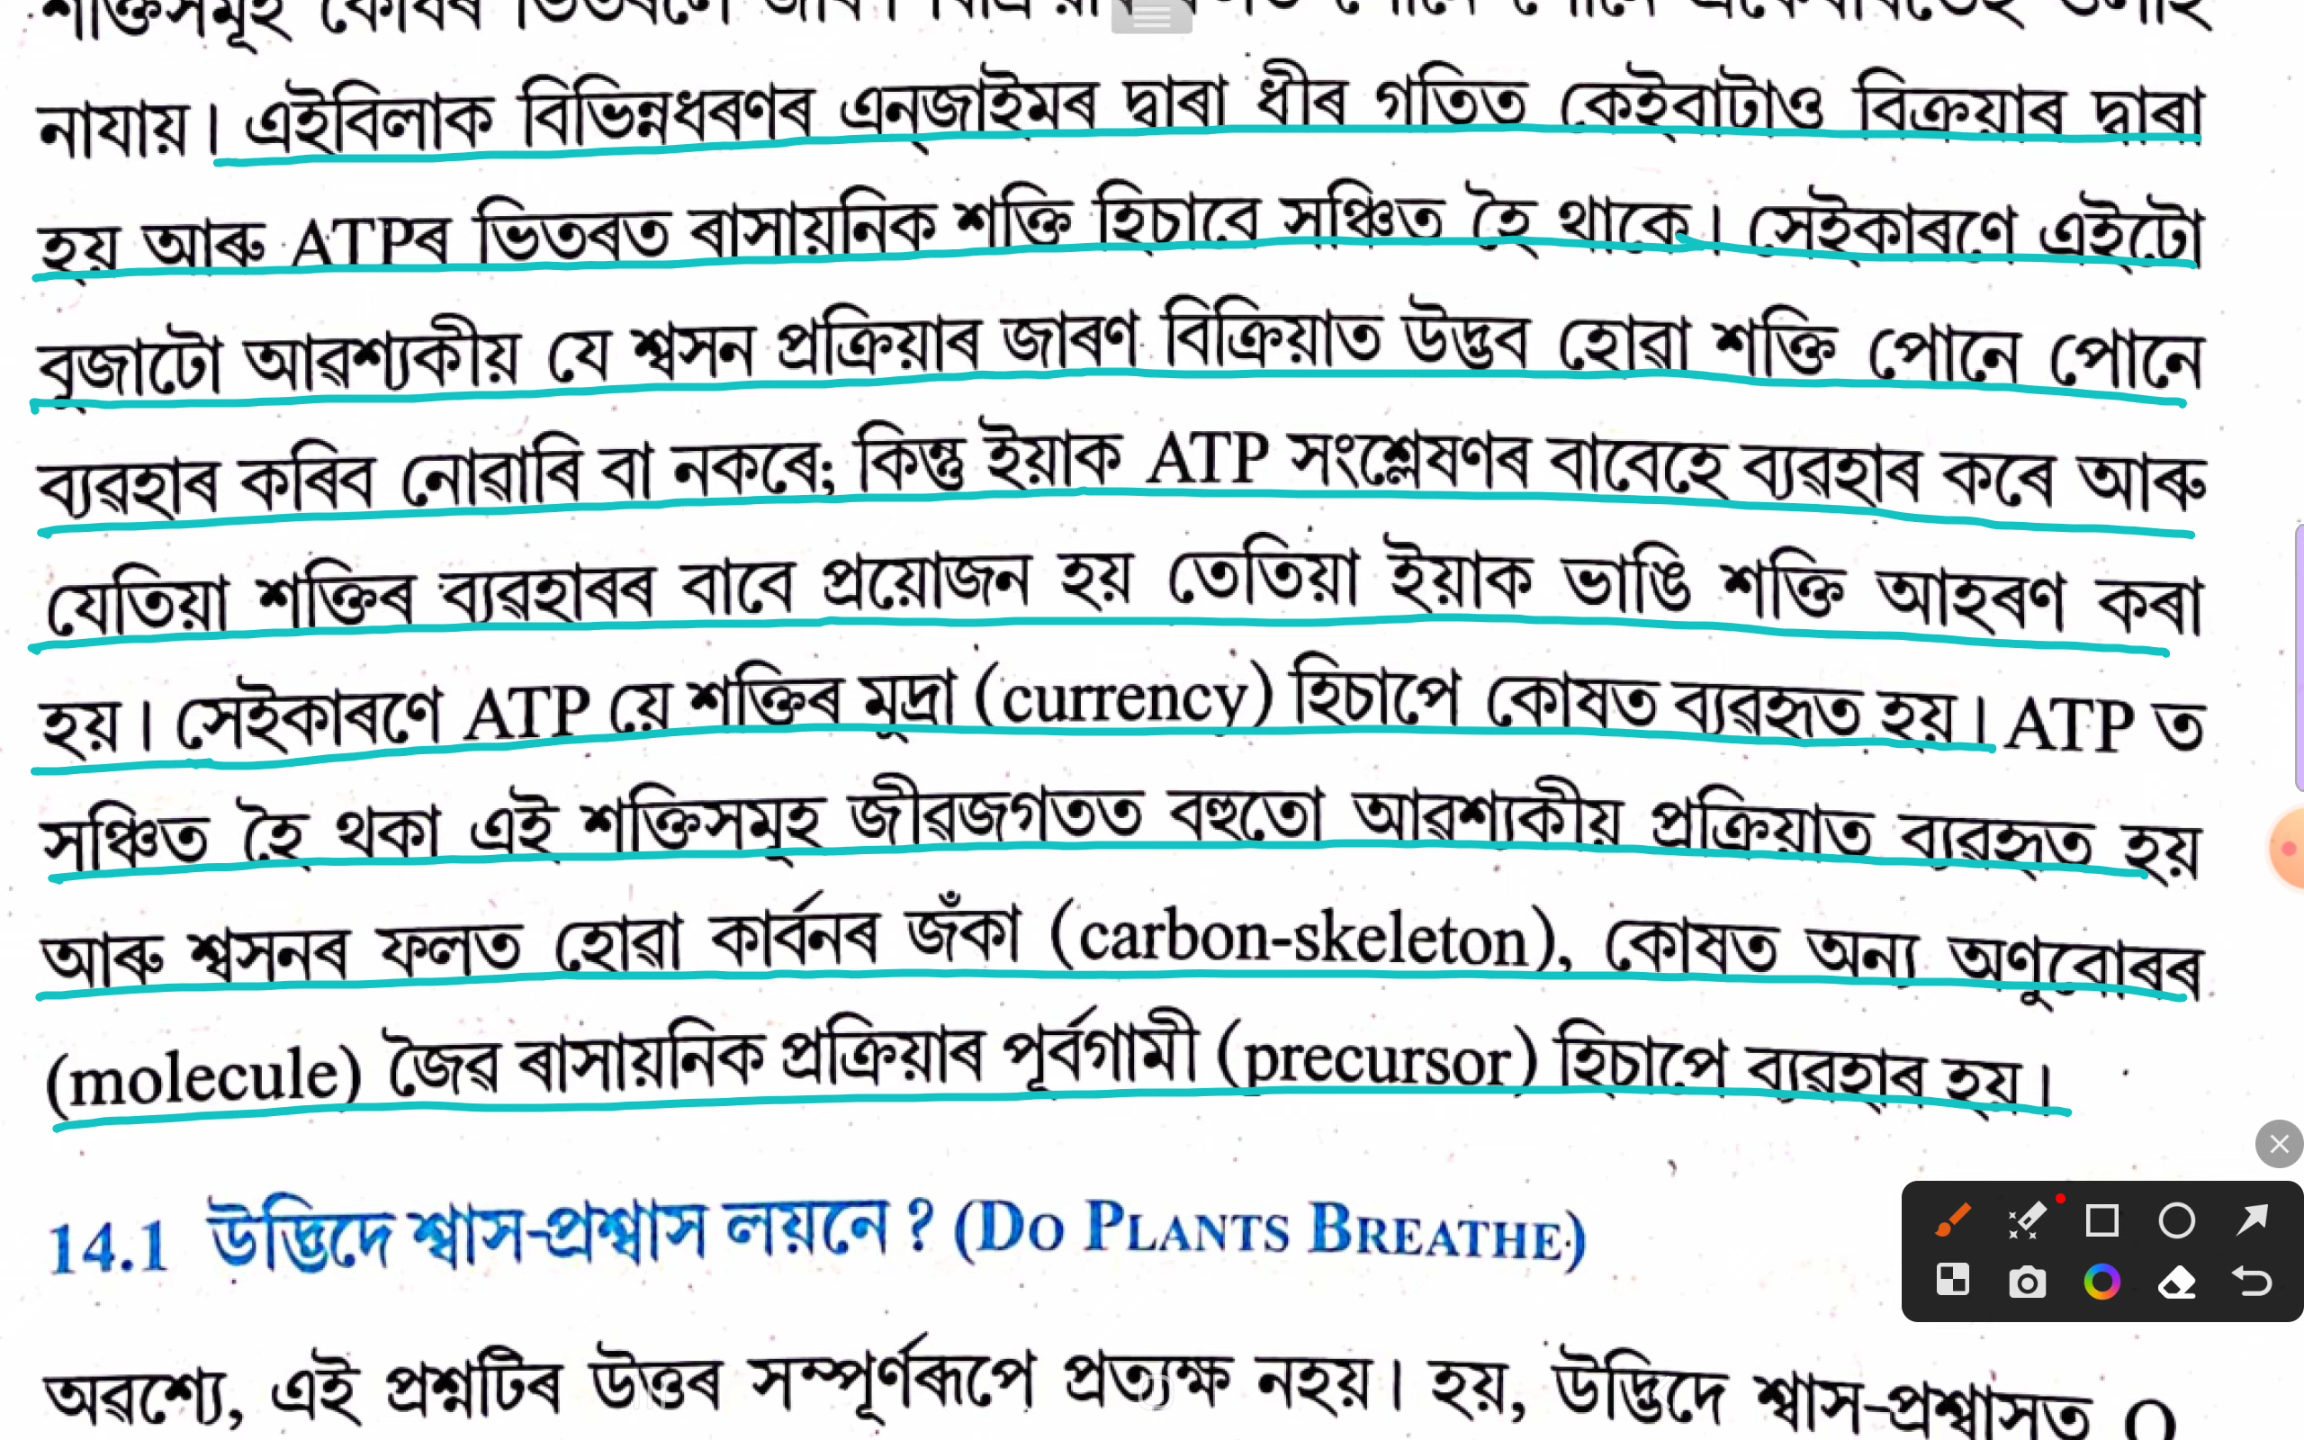 নাযায়। এইবিলাক বিভিন্নধৰণৰ এন্‌জাইমৰ দ্বাৰা ধীৰ গতিত কেইবাটাও বিক্ৰয়াৰ দ্বাৰা
হয় আৰু ATPৰ ভিতৰত ৰাসায়নিক শক্তি হিচাবে সঞ্চিত হৈ থাকে। সেইকাৰণে এইটো
বুজাটো আৱশ্যকীয় যে শ্বসন প্ৰক্ৰিয়াৰ জাৰণ বিক্ৰিয়াত উদ্ভব হোৱা শক্তি পোনে পোনে
ব্যৱহাৰ কৰিব নোৱাৰি বা নকৰে; কিন্তু ইয়াক ATP সংশ্লেষণৰ বাবেহে ব্যৱহাৰ কৰে আৰু
যেতিয়া শক্তিৰ ব্যৱহাৰৰ বাবে প্ৰয়োজন হয় তেতিয়া ইয়াক ভাঙি শক্তি আহৰণ কৰা
হয়। সেইকাৰণে ATP য়ে শক্তিৰ মুদ্ৰা (currency) হিচাপে কোষত ব্যৱহৃত হয়। ATP ত
সঞ্চিত হৈ থকা এই শক্তিসমূহ জীৱজগতত বহুতো আৱশ্যকীয় প্ৰক্ৰিয়াত ব্যৱহৃত হয়
আৰু শ্বসনৰ ফলত হোৱা কাৰ্বনৰ জঁকা (carbon-skeleton), কোষত অন্য অণুবোৰৰ
(molecule) জৈৱ ৰাসায়নিক প্ৰক্ৰিয়াৰ পূৰ্বগামী (precursor) হিচাপে ব্যৱহাৰ হয়।
14.1 উদ্ভিদে শ্বাস-প্ৰশ্বাস লয়নে ? (DO PLANTS BREATHE)
অৱশ্যে, এই প্ৰশ্নটিৰ উত্তৰ সম্পূৰ্ণৰূপে প্ৰত্যক্ষ নহয়। হয়, উদ্ভিদে শ্বাস-প্ৰশ্বাসত O